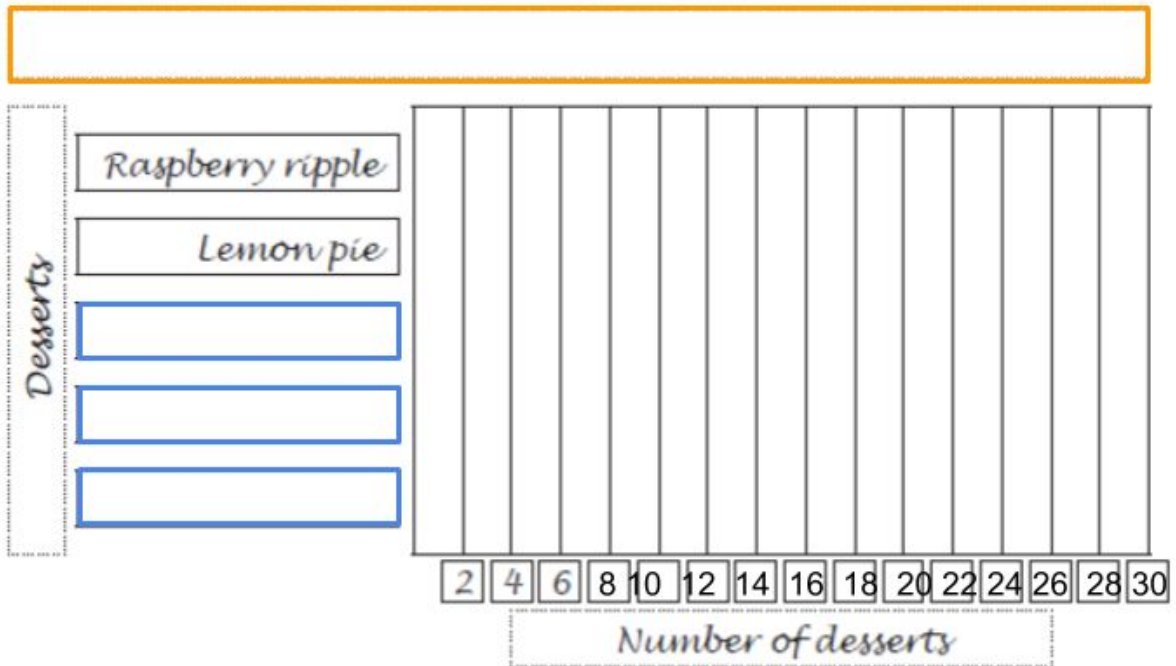 Raspberry ripple
Lemon pie
Desserts
2 4 6 8 10 12 14 16 18 20 22 24 26 28 30
Number of desserts